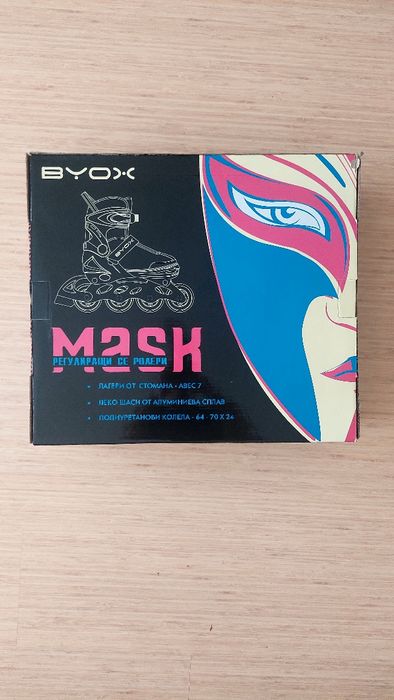 BYOX
BYOX
Mask
РЕГУЛИРАЩИ СЕ РОЛЕРИ
• ЛАГЕРИ ОТ СТОМАНА - ABEC 7
• ЛЕКО ШАСИ ОТ АЛУМИНИЕВА СПЛАВ
• ПОЛИУРЕТАНОВИ КОЛЕЛА - 64 - 70 X 24